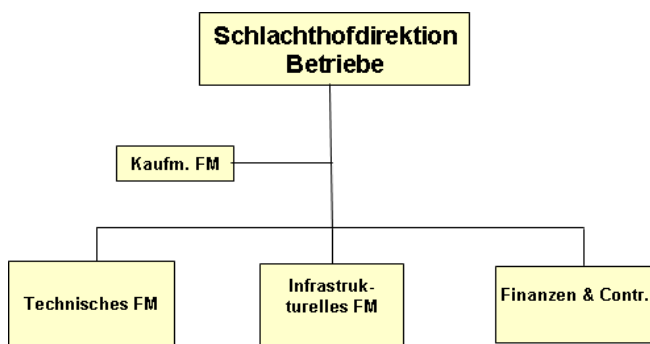 Schlachthofdirektion
Betriebe
Kaufm. FM
Technisches FM
Infrastruk-
turelles FM
Finanzen & Contr.